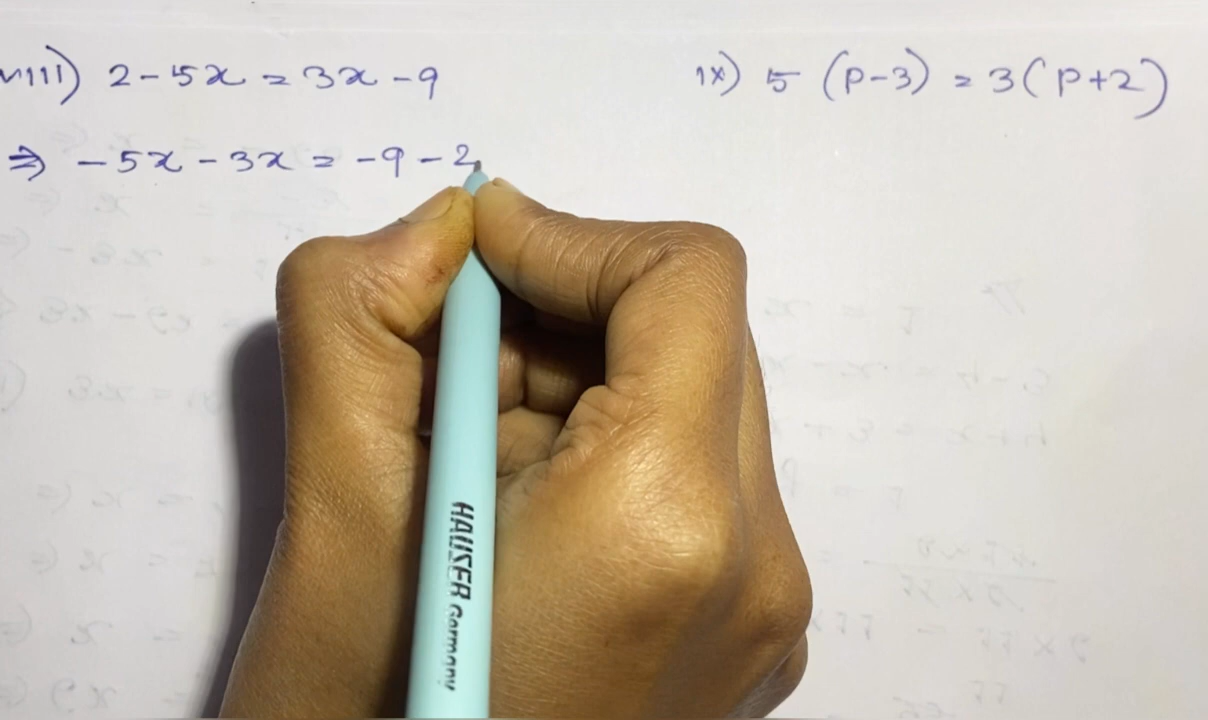 viii) 2 - 5x = 3x - 9
⇒ - 5x - 3x = - 9 - 2
ix) 5 (p - 3) = 3 (p + 2)
HAUSER Germany